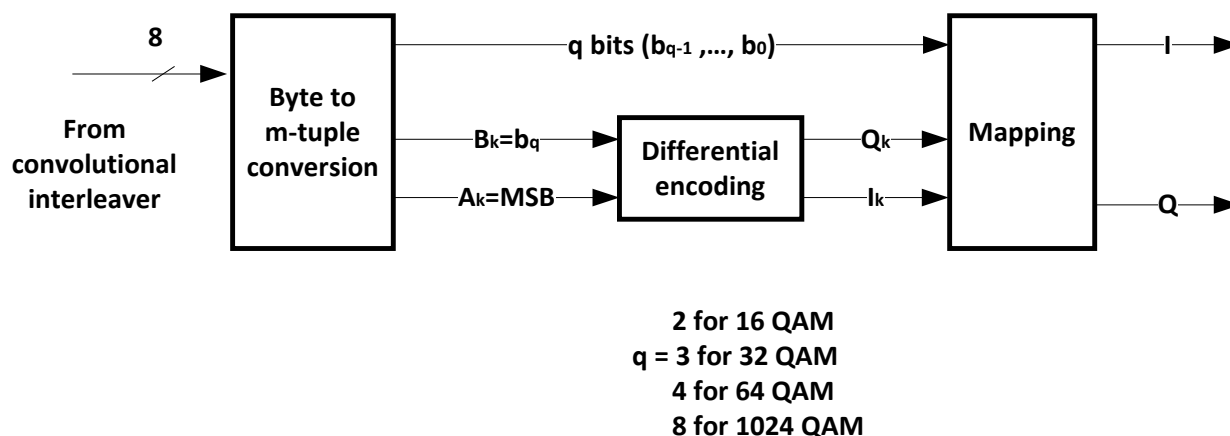 8
From
convolutional
interleaver
Byte to
m-tuple
conversion
q bits (bq-1 ,..., b0)
Bk=bq
Ak=MSB
Differential
encoding
Qk
Ik
Mapping
I
Q
2 for 16 QAM
q = 3 for 32 QAM
4 for 64 QAM
8 for 1024 QAM